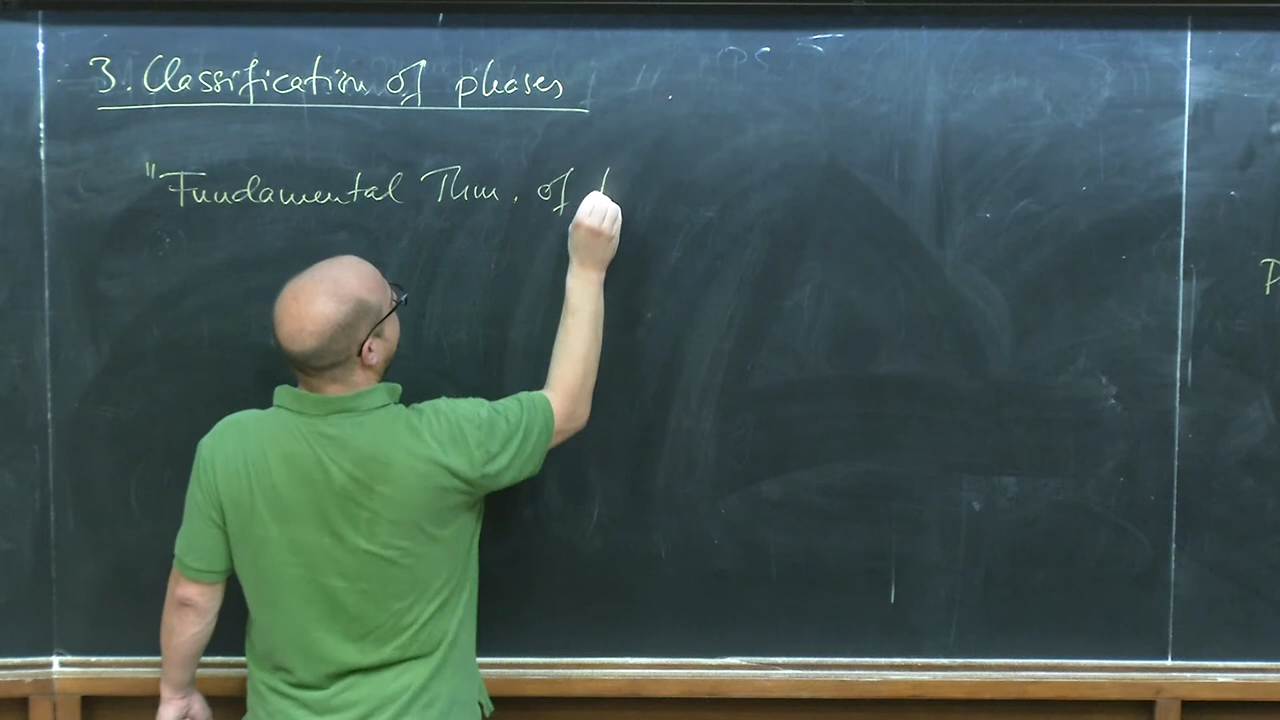 3. Classification of phases
"Fundamental Thm. of
P